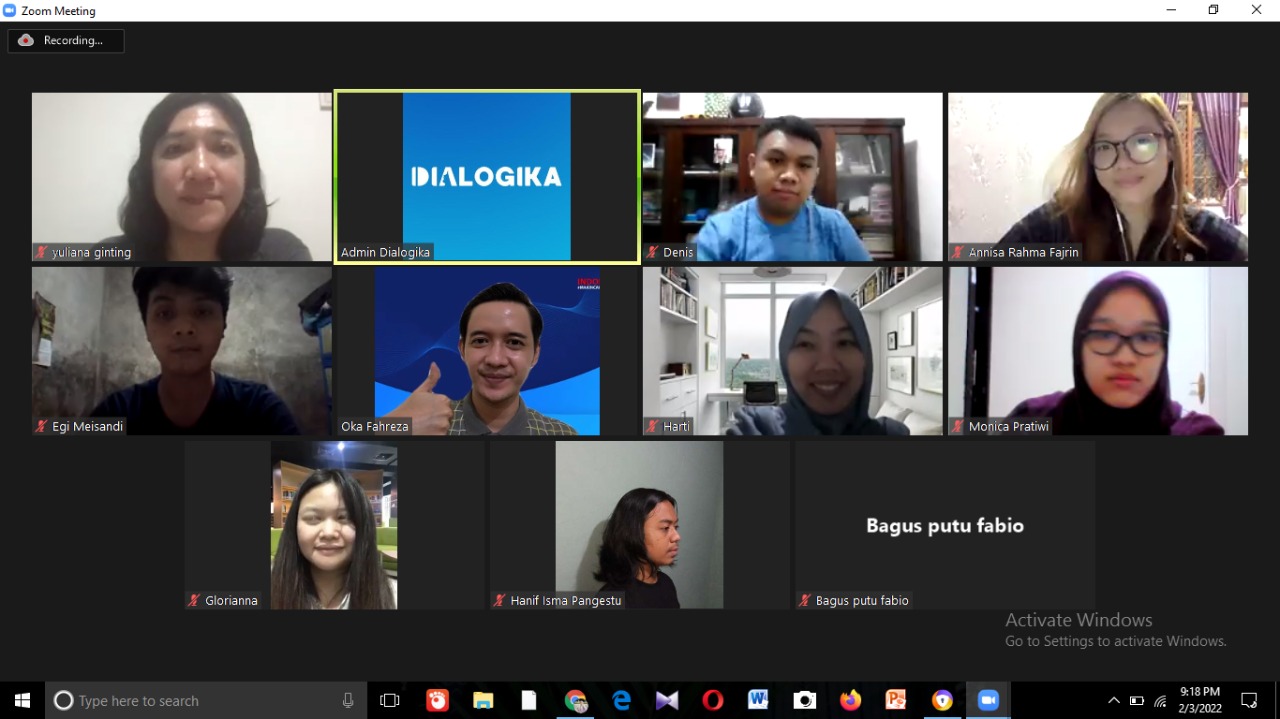 Zoom Meeting
Recording...
DIALOGIKA
yuliana ginting
Admin Dialogika
Denis
Annisa Rahma Fajrin
Egi Meisandi
Oka Fahreza
Harti
Monica Pratiwi
Bagus putu fabio
Glorianna
Hanif Isma Pangestu
Bagus putu fabio
Activate Windows
Go to Settings to activate Windows.
Type here to search
9:18 PM
2/3/2022